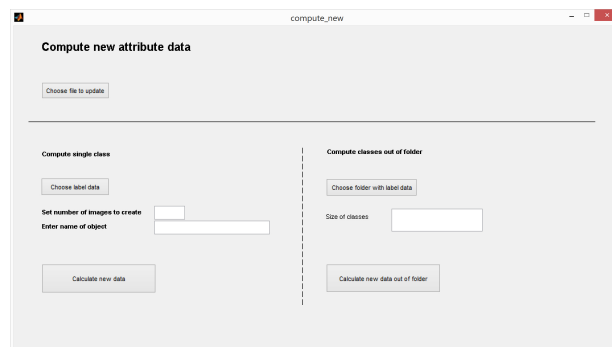 compute_new
Compute new attribute data
Choose file to update
Compute single class
Choose label data
Set number of images to create
Enter name of object
Calculate new data
Compute classes out of folder
Choose folder with label data
Size of classes
Calculate new data out of folder